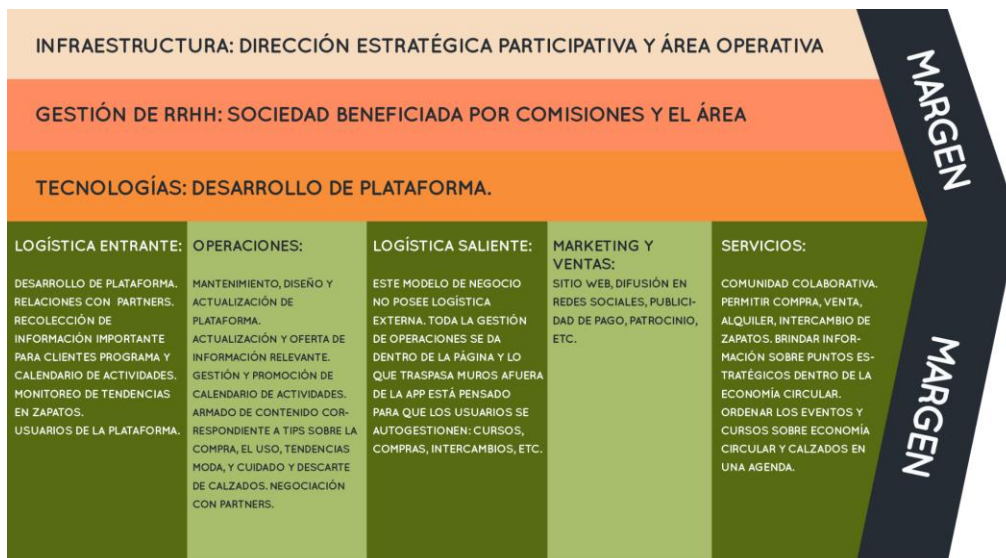 INFRAESTRUCTURA: DIRECCIÓN ESTRATÉGICA PARTICIPATIVA Y ÁREA OPERATIVA
GESTIÓN DE RRHH: SOCIEDAD BENEFICIADA POR COMISIONES Y EL ÁREA
TECNOLOGÍAS: DESARROLLO DE PLATAFORMA.
MARGEN
LOGÍSTICA ENTRANTE:
DESARROLLO DE PLATAFORMA.
RELACIONES CON PARTNERS.
RECOLECCIÓN DE
INFORMACIÓN IMPORTANTE
PARA CLIENTES PROGRAMA Y
CALENDARIO DE ACTIVIDADES.
MONITOREO DE TENDENCIAS
EN ZAPATOS.
USUARIOS DE LA PLATAFORMA.
OPERACIONES:
MANTENIMIENTO, DISEÑO Y
ACTUALIZACIÓN DE
PLATAFORMA.
ACTUALIZACIÓN Y OFERTA DE
INFORMACIÓN RELEVANTE.
GESTIÓN Y PROMOCIÓN DE
CALENDARIO DE ACTIVIDADES.
ARMADO DE CONTENIDO COR-
RESPONDIENTE A TIPS SOBRE LA
COMPRA, EL USO, TENDENCIAS
MODA, Y CUIDADO Y DESCARTE
DE CALZADOS. NEGOCIACIÓN
CON PARTNERS.
LOGÍSTICA SALIENTE:
ESTE MODELO DE NEGOCIO
NO POSEE LOGÍSTICA
EXTERNA. TODA LA GESTIÓN
DE OPERACIONES SE DA
DENTRO DE LA PÁGINA Y LO
QUE TRASPASA MUROS AFUERA
DE LA APP ESTÁ PENSADO
PARA QUE LOS USUARIOS SE
AUTOGESTIONEN: CURSOS,
COMPRAS, INTERCAMBIOS, ETC.
MARKETING Y
VENTAS:
SITIO WEB, DIFUSIÓN EN
REDES SOCIALES, PUBLICI-
DAD DE PAGO, PATROCINIO,
ETC.
SERVICIOS:
COMUNIDAD COLABORATIVA.
PERMITIR COMPRA, VENTA,
ALQUILER, INTERCAMBIO DE
ZAPATOS. BRINDAR INFOR-
MACIÓN SOBRE PUNTOS ES-
TRATÉGICOS DENTRO DE LA
ECONOMÍA CIRCULAR.
ORDENAR LOS EVENTOS Y
CURSOS SOBRE ECONOMÍA
CIRCULAR Y CALZADOS EN
UNA AGENDA.
MARGEN